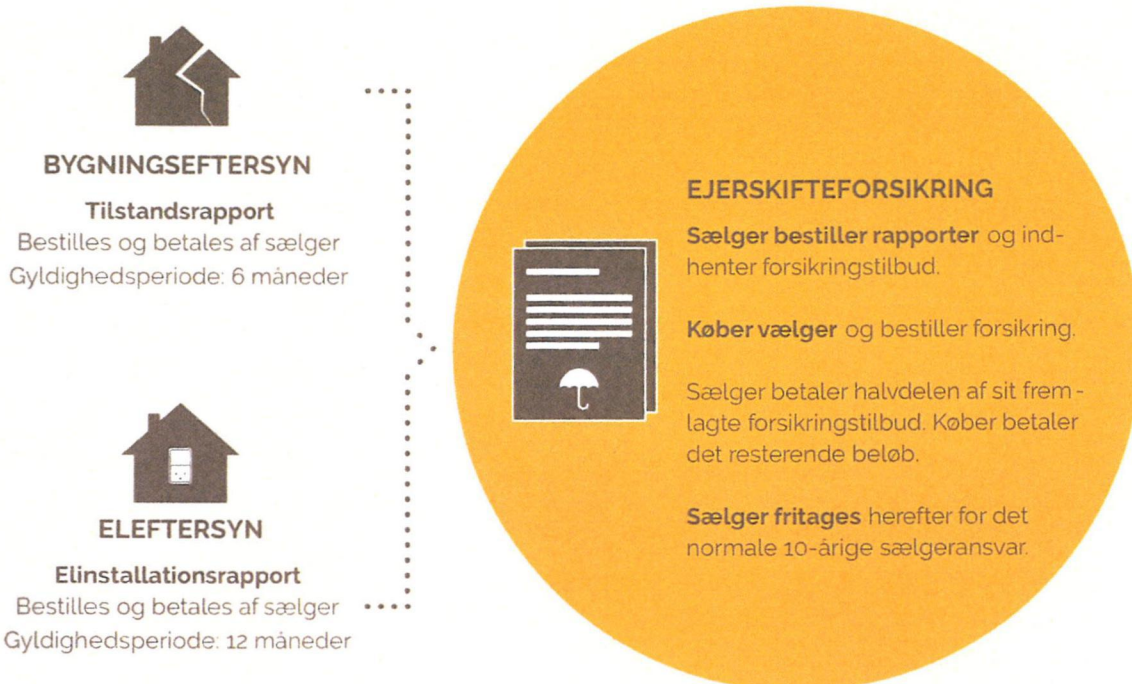 BYGNINGSEFTERSYN
Tilstandsrapport
Bestilles og betales af sælger
Gyldighedsperiode: 6 måneder
ELEFTERSYN
Elinstallationsrapport
Bestilles og betales af sælger
Gyldighedsperiode: 12 måneder
EJERSKIFTEFORSIKRING
Sælger bestiller rapporter og ind-
henter forsikringstilbud.
Køber vælger og bestiller forsikring.
Sælger betaler halvdelen af sit frem-
lagte forsikringstilbud. Køber betaler
det resterende beløb.
Sælger fritages herefter for det
normale 10-årige sælgeransvar.